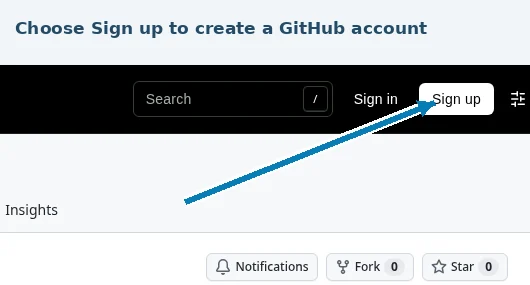 Choose Sign up to create a GitHub account
Search / Sign in Sign up
Insights
Notifications Fork 0 Star 0